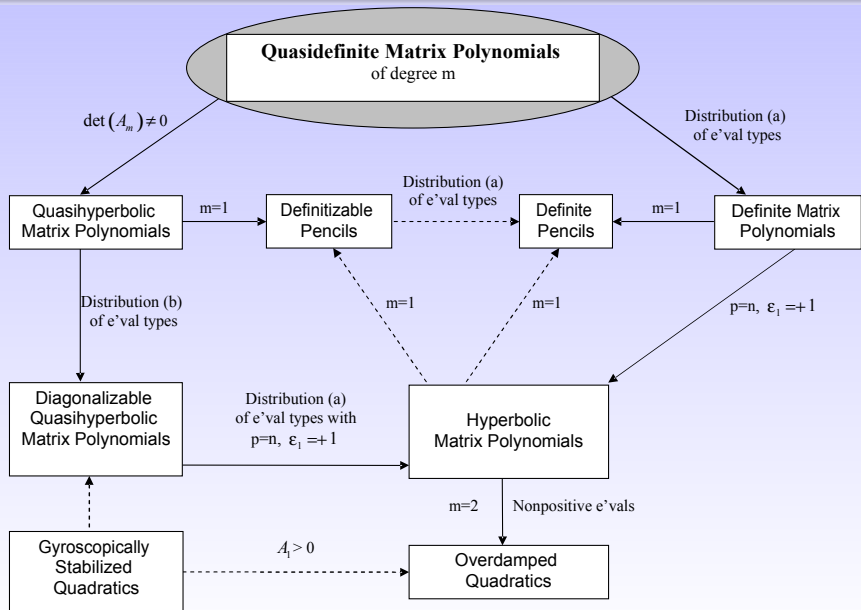 Quasidefinite Matrix Polynomials
of degree m
det(A_m) ≠ 0
Distribution (a)
of e'val types
Quasihyperbolic
Matrix Polynomials
m=1
Definitizable
Pencils
Distribution (a)
of e'val types
Definite
Pencils
m=1
Definite Matrix
Polynomials
Distribution (b)
of e'val types
m=1
m=1
p=n, ε₁=+1
Diagonalizable
Quasihyperbolic
Matrix Polynomials
Distribution (a)
of e'val types with
p=n, ε₁=+1
Hyperbolic
Matrix Polynomials
m=2
Nonpositive e'vals
Gyroscopically
Stabilized
Quadratics
A₁>0
Overdamped
Quadratics